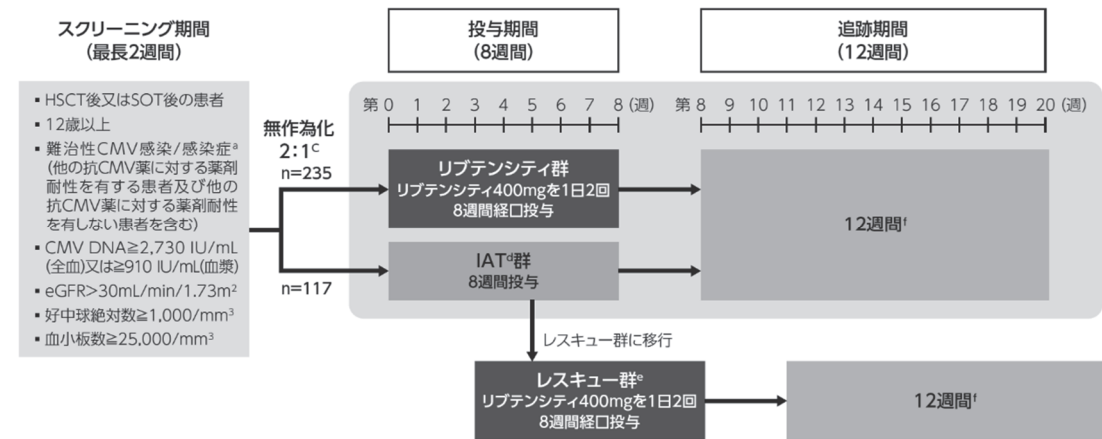 スクリーニング期間
(最長2週間)
投与期間
(8週間)
追跡期間
(12週間)
▪ HSCT後又はSOT後の患者
▪ 12歳以上
▪ 難治性CMV感染/感染症a
(他の抗CMV薬に対する薬剤
耐性を有する患者及び他の
抗CMV薬に対する薬剤耐性
を有しない患者を含む)
▪ CMV DNA≧2,730 IU/mL
(全血)又は≧910 IU/mL(血漿)
▪ eGFR>30mL/min/1.73m²
▪ 好中球絶対数≧1,000/mm³
▪ 血小板数≧25,000/mm³
無作為化
2:1C
n=235
n=117
第 0 1 2 3 4 5 6 7 8 (週)
第 8 9 10 11 12 13 14 15 16 17 18 19 20 (週)
リブテンシティ群
リブテンシティ400mgを1日2回
8週間経口投与
IATd群
8週間投与
12週間f
レスキュー群に移行
レスキュー群e
リブテンシティ400mgを1日2回
8週間経口投与
12週間f